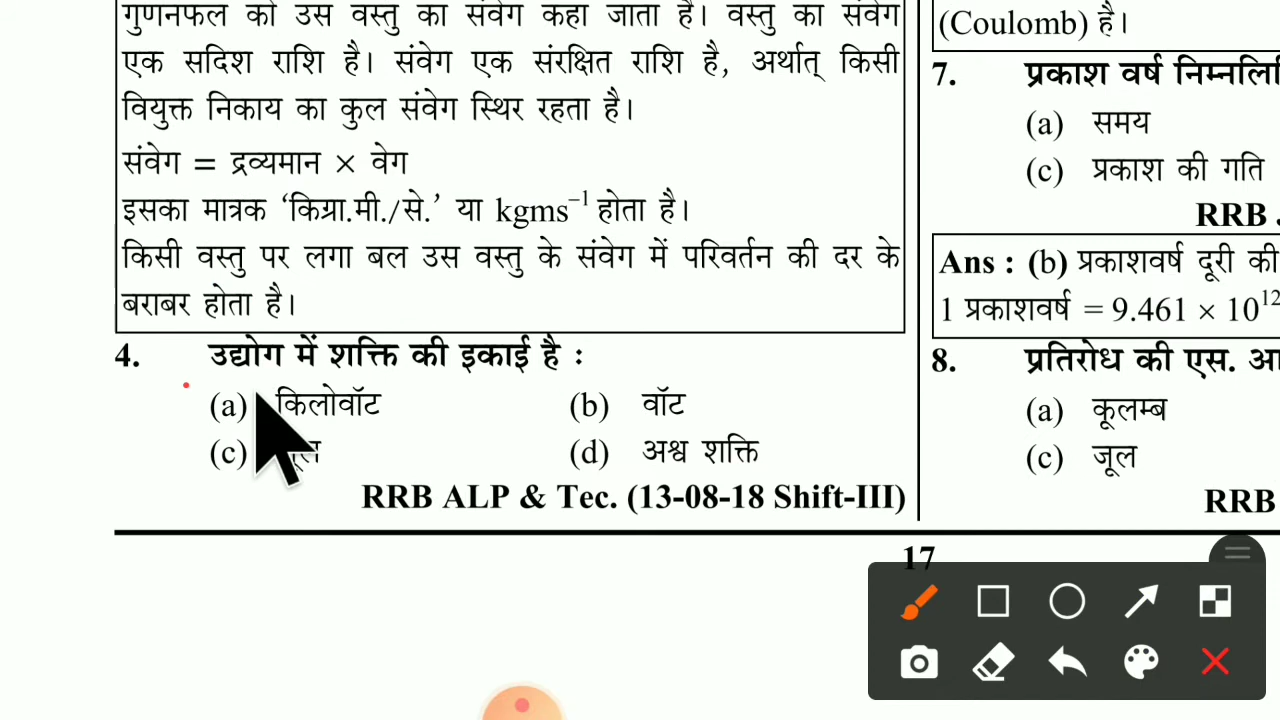 गुणनफल को उस वस्तु का संवेग कहा जाता है। वस्तु का संवेग
एक सदिश राशि है। संवेग एक संरक्षित राशि है, अर्थात् किसी
वियुक्त निकाय का कुल संवेग स्थिर रहता है।
संवेग = द्रव्यमान × वेग
इसका मात्रक ‘किग्रा.मी./से.’ या kgms⁻¹ होता है।
किसी वस्तु पर लगा बल उस वस्तु के संवेग में परिवर्तन की दर के
बराबर होता है।
4. उद्योग में शक्ति की इकाई है :
(a) किलोवॉट (b) वॉट
(c) (d) अश्व शक्ति
RRB ALP & Tec. (13-08-18 Shift-III)
(Coulomb) है।
7. प्रकाश वर्ष
(a) समय
(c) प्रकाश की गति
RRB
Ans : (b) प्रकाशवर्ष दूरी की
1 प्रकाशवर्ष = 9.461 × 10¹²
8. प्रतिरोध की एस.
(a) कूलम्ब
(c) जूल
RRB
17